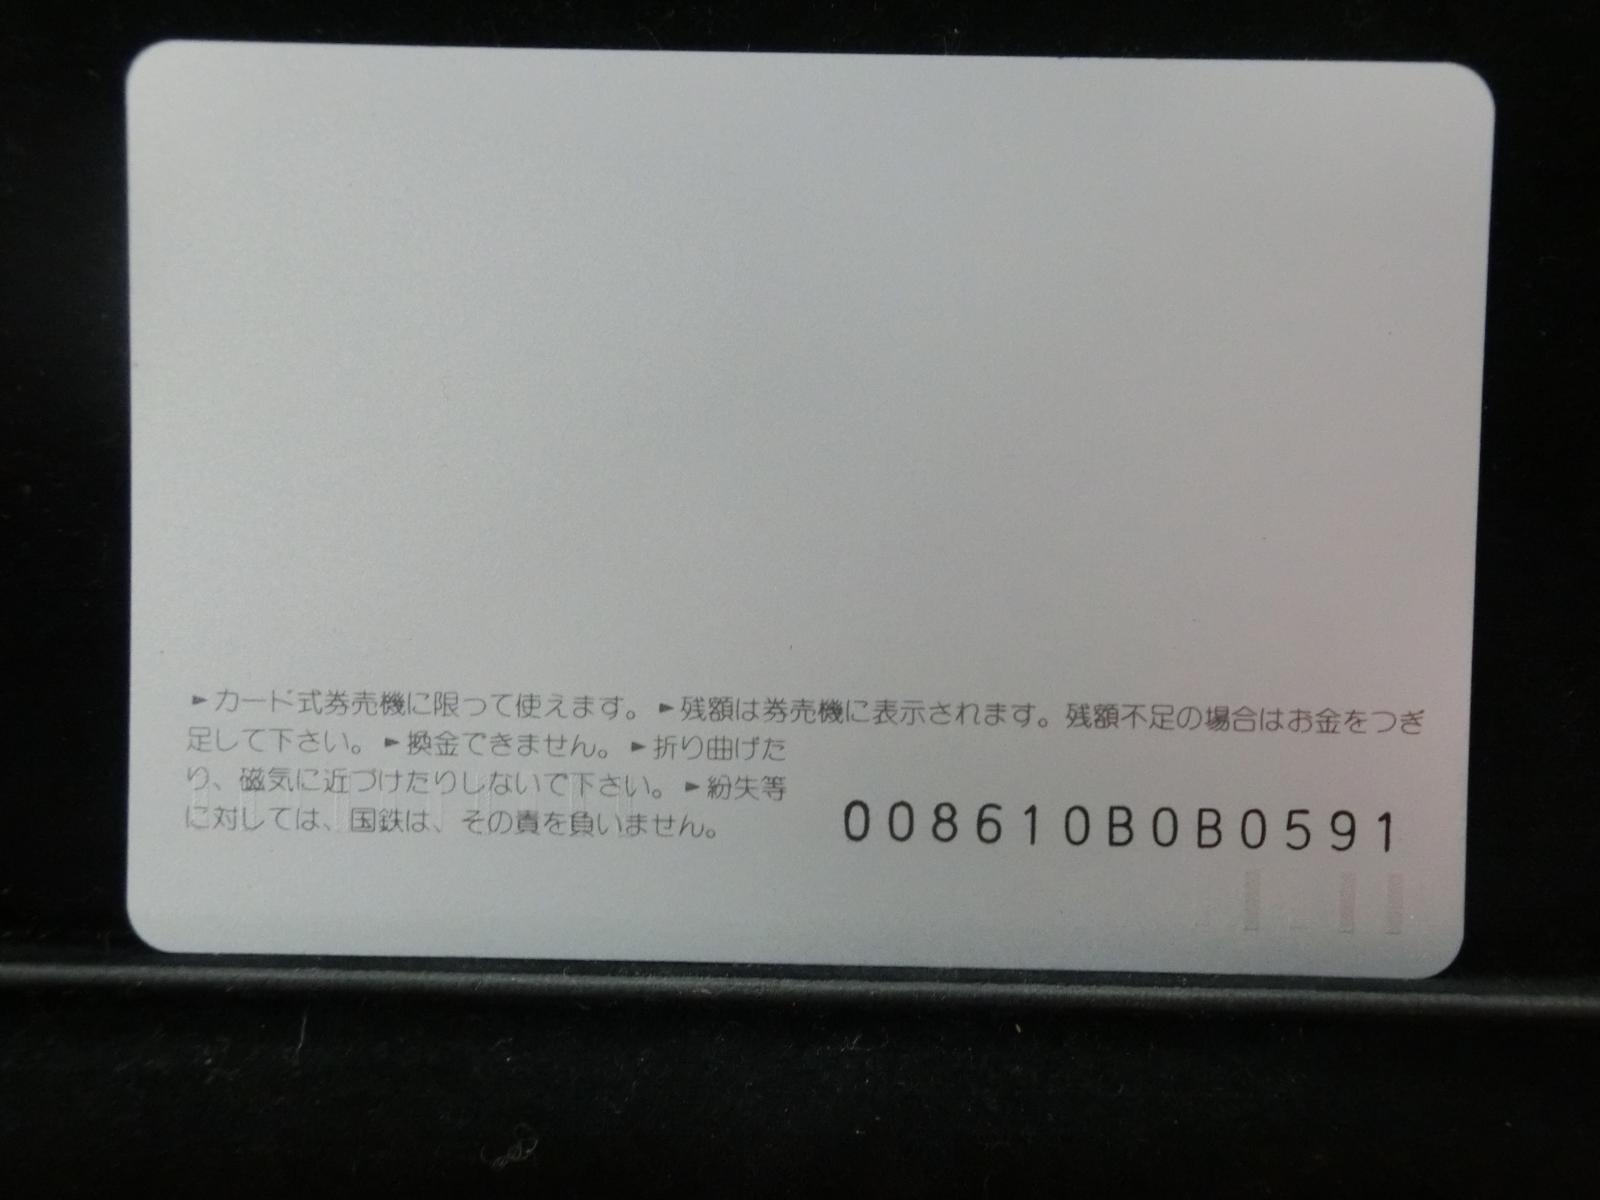 ►カード式券売機に限って使えます。►残額は券売機に表示されます。残額不足の場合はお金をつぎ
足して下さい。►換金できません。►折り曲げた
り、磁気に近づけたりしないで下さい。►紛失等
に対しては、国鉄は、その責を負いません。
008610B0B0591